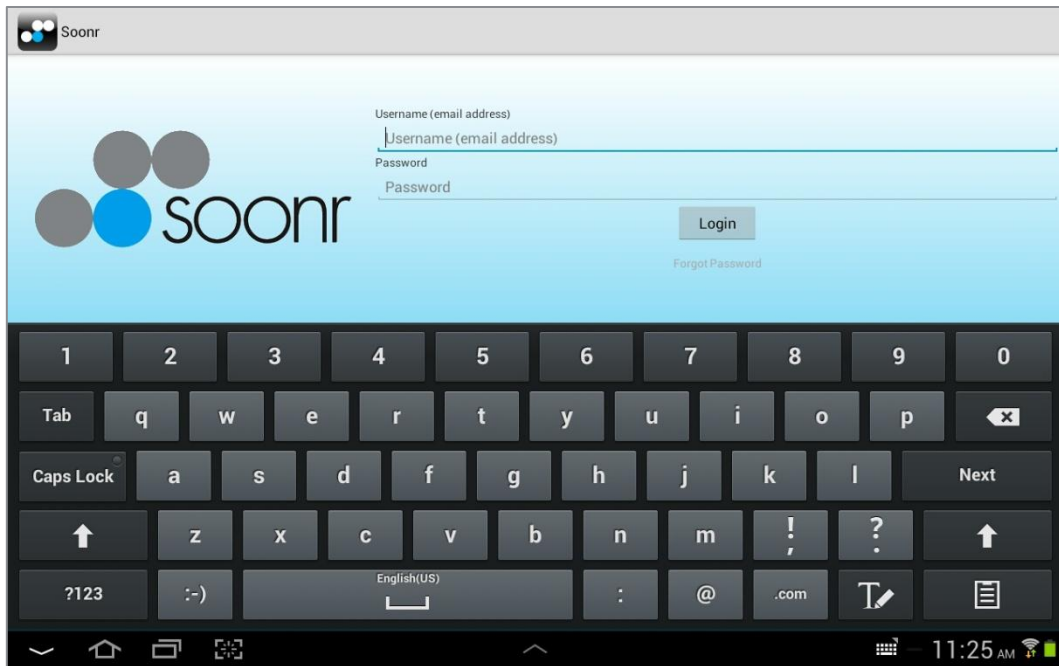 Soonr
Username (email address)
Username (email address)
Password
Password
soonr
Login
Forgot Password
1 2 3 4 5 6 7 8 9 0
Tab q w e r t y u i o p
Caps Lock a s d f g h j k l Next
z x c v b n m ! , ? .
?123 :-) English(US) : @ .com T
11:25 AM